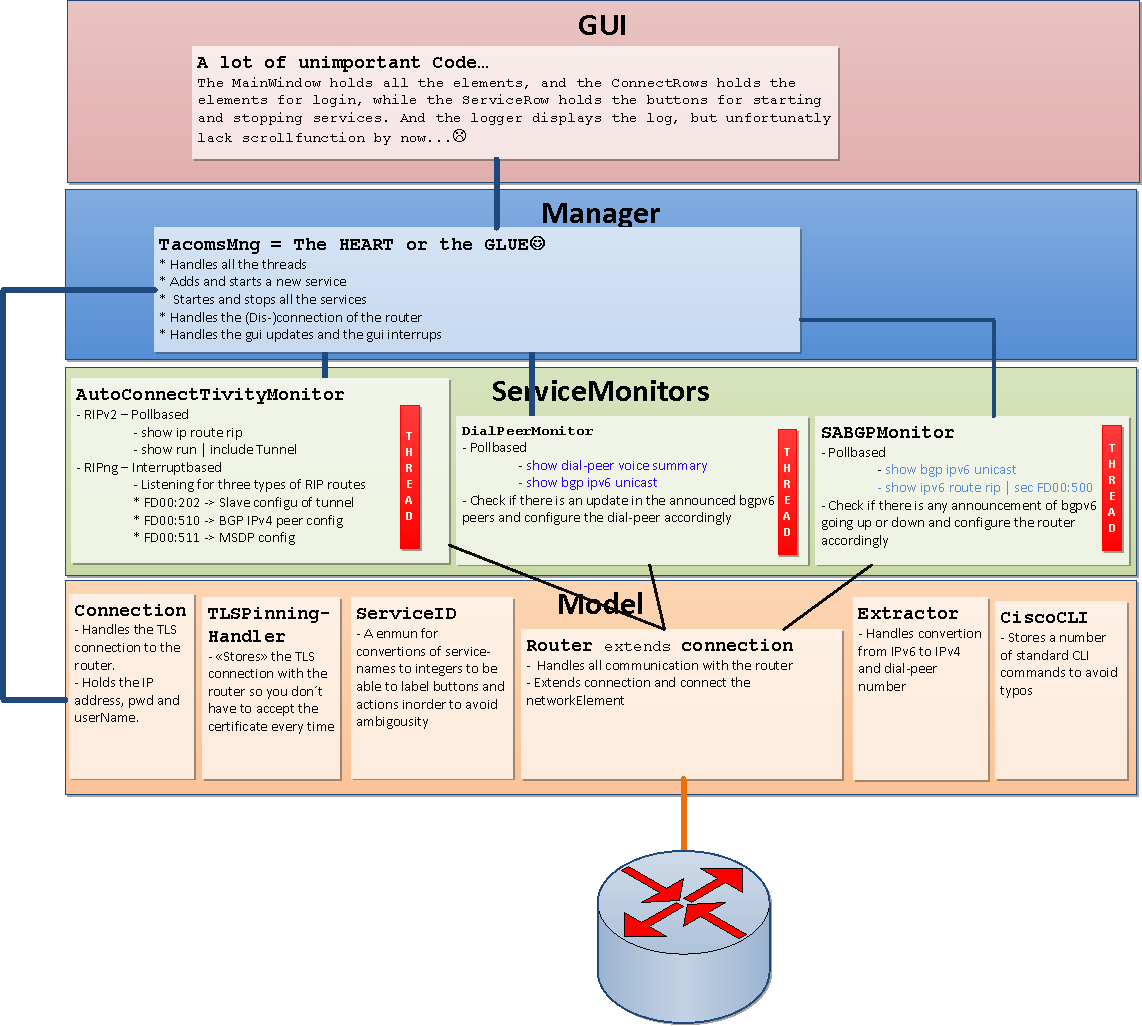 GUI
A lot of unimportant Code…
The MainWindow holds all the elements, and the ConnectRows holds the
elements for login, while the ServiceRow holds the buttons for starting
and stopping services. And the logger displays the log, but unfortunatly
lack scrollfunction by now...☹
Manager
TacomsMng = The HEART or the GLUE☺
* Handles all the threads
* Adds and starts a new service
* Startes and stops all the services
* Handles the (Dis-)connection of the router
* Handles the gui updates and the gui interrups
ServiceMonitors
AutoConnectTivityMonitor
- RIPv2 – Pollbased
- show ip route rip
- show run | include Tunnel
- RIPng – Interruptbased
- Listening for three types of RIP routes
* FD00:202 -> Slave configu of tunnel
* FD00:510 -> BGP IPv4 peer config
* FD00:511 -> MSDP config
THREAD
DialPeerMonitor
- Pollbased
- show dial-peer voice summary
- show bgp ipv6 unicast
- Check if there is an update in the announced bgpv6
peers and configure the dial-peer accordingly
THREAD
SABGPMonitor
- Pollbased
- show bgp ipv6 unicast
- show ipv6 route rip | sec FD00:500
- Check if there is any announcement of bgpv6
going up or down and configure the router
accordingly
THREAD
Model
Connection
- Handles the TLS
connection to the
router.
- Holds the IP
address, pwd and
userName.
TLSPinning-
Handler
- «Stores» the TLS
connection with the
router so you don´t
have to accept the
certificate every time
ServiceID
- A enmun for
convertions of service-
names to integers to be
able to label buttons and
actions inorder to avoid
ambigousity
Router extends connection
- Handles all communication with the router
- Extends connection and connect the
networkElement
Extractor
- Handles convertion
from IPv6 to IPv4
and dial-peer
number
CiscoCLI
- Stores a number
of standard CLI
commands to avoid
typos